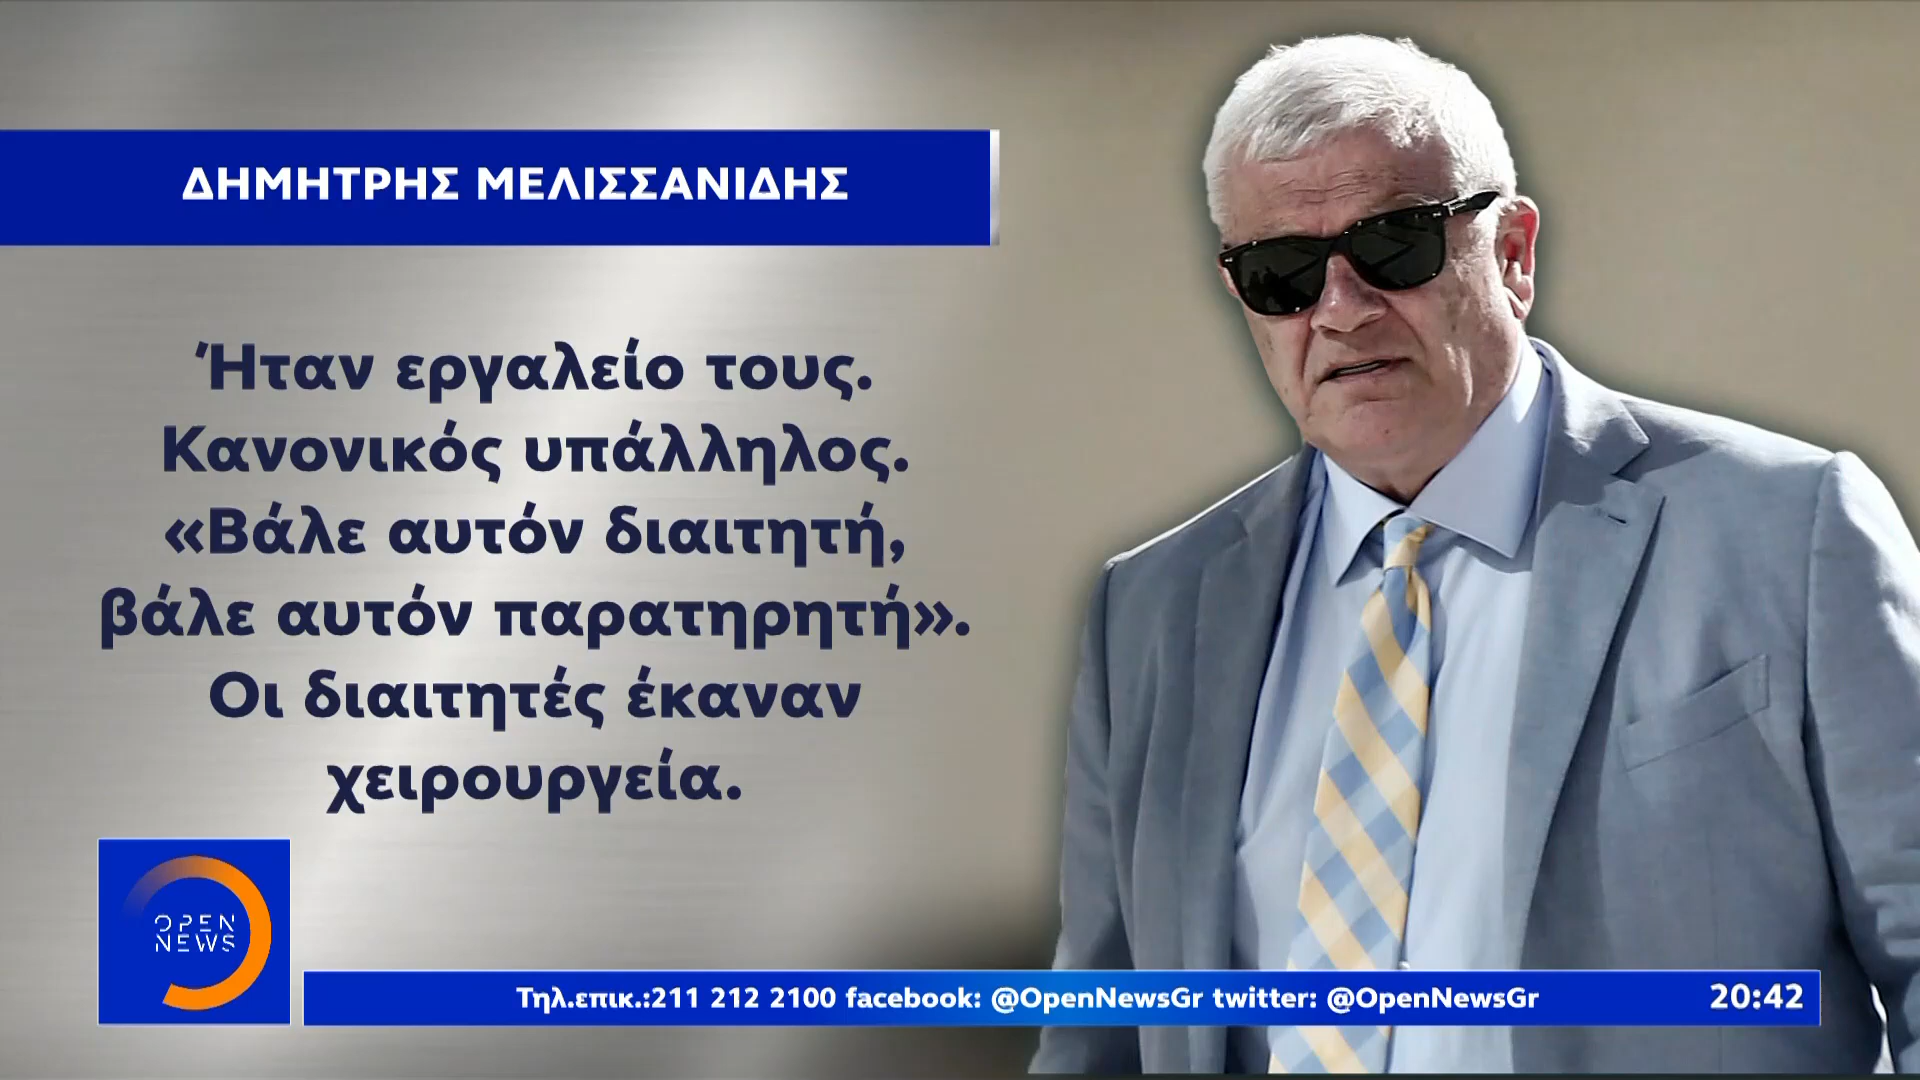 ΔΗΜΗΤΡΗΣ ΜΕΛΙΣΣΑΝΙΔΗΣ
Ήταν εργαλείο τους.
Κανονικός υπάλληλος.
«Βάλε αυτόν διαιτητή,
βάλε αυτόν παρατηρητή».
Οι διαιτητές έκαναν
χειρουργεία.
OPEN
NEWS
Τηλ.επικ.:211 212 2100 facebook: @OpenNewsGr twitter: @OpenNewsGr
20:42